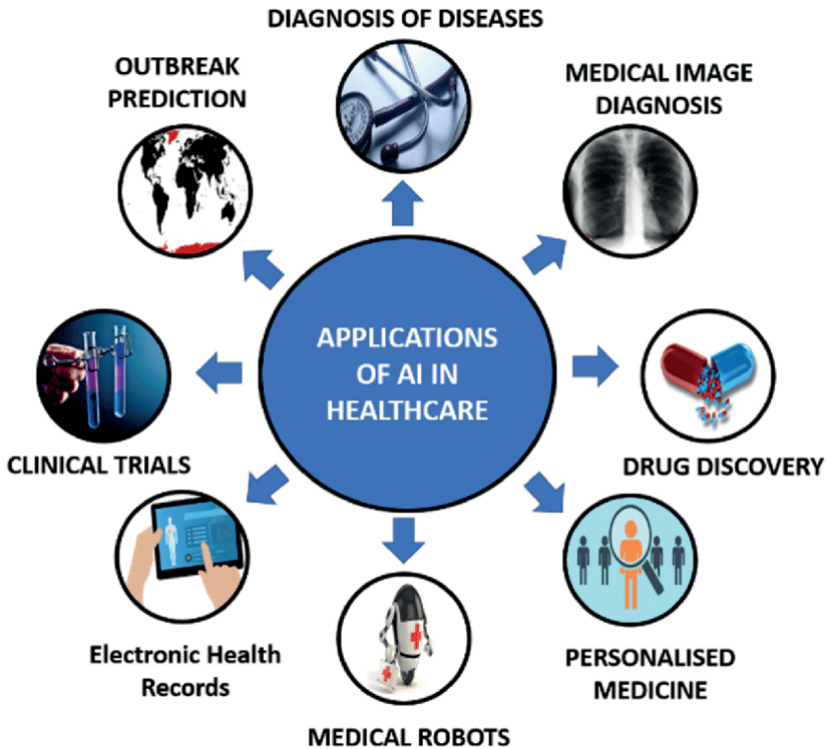 DIAGNOSIS OF DISEASES
OUTBREAK
PREDICTION
MEDICAL IMAGE
DIAGNOSIS
APPLICATIONS
OF AI IN
HEALTHCARE
CLINICAL TRIALS
DRUG DISCOVERY
Electronic Health
Records
PERSONALISED
MEDICINE
MEDICAL ROBOTS